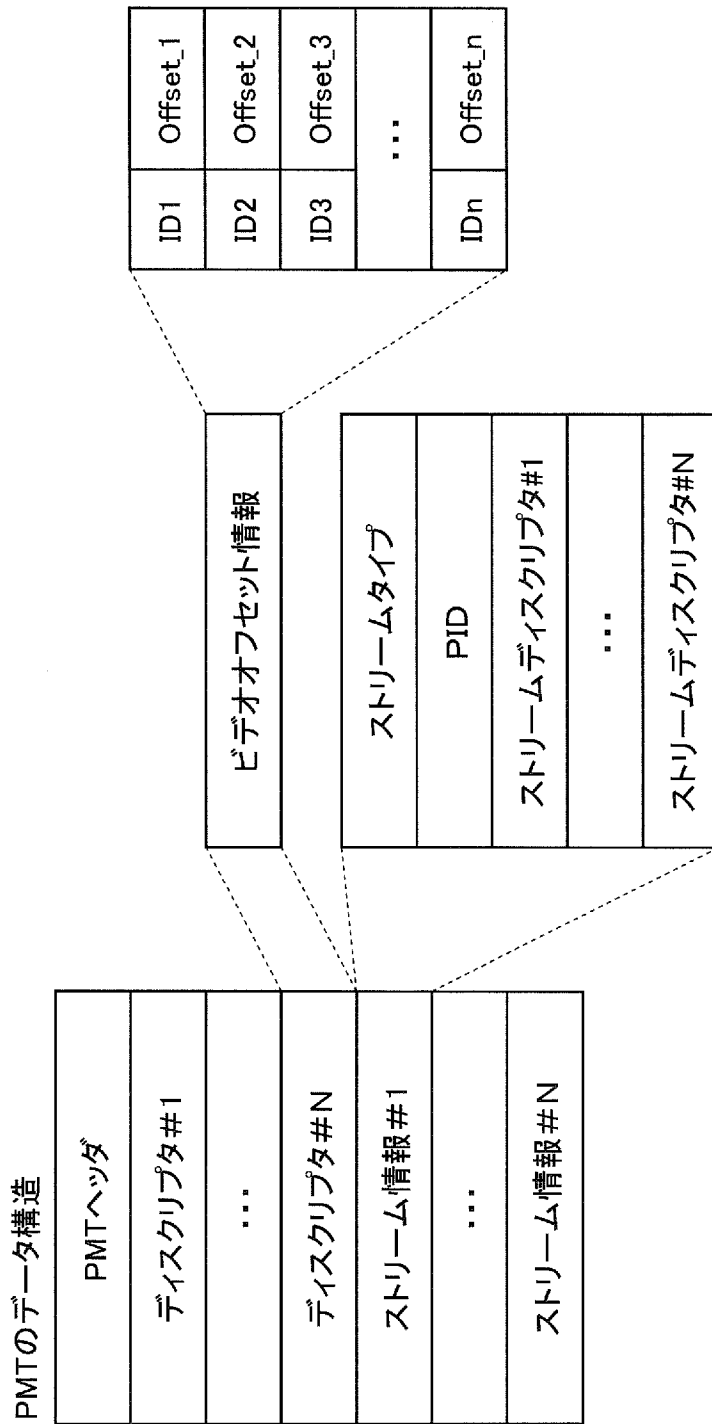 PMTのデータ構造
PMTヘッダ
ディスクリプタ#1
...
ディスクリプタ#N
ストリーム情報#1
...
ストリーム情報#N
ビデオオフセット情報
ストリームタイプ
PID
ストリームディスクリプタ#1
...
ストリームディスクリプタ#N
ID1 Offset_1
ID2 Offset_2
ID3 Offset_3
...
IDn Offset_n